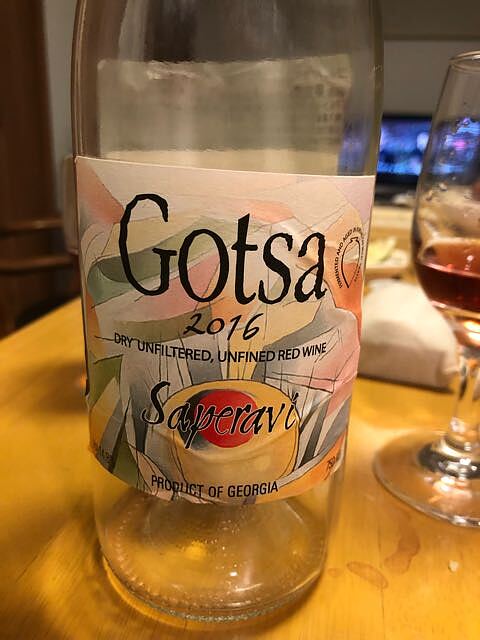 Gotsa
2016
DRY UNFILTERED, UNFINED RED WINE
Saperavi
PRODUCT OF GEORGIA